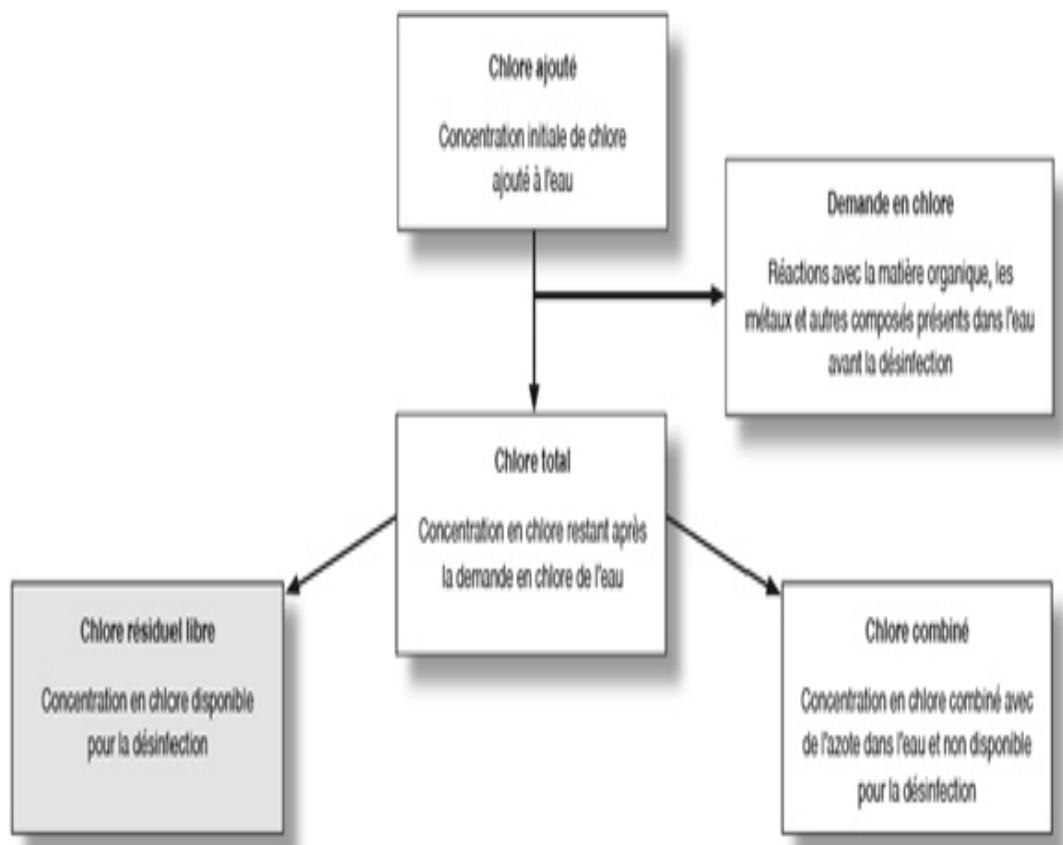 Chlore ajouté
Concentration initiale de chlore
ajouté à l'eau
Demande en chlore
Réactions avec la matière organique, les
métaux et autres composés présents dans l'eau
avant la désinfection
Chlore total
Concentration en chlore restant après
la demande en chlore de l'eau
Chlore résiduel libre
Concentration en chlore disponible
pour la désinfection
Chlore combiné
Concentration en chlore combiné avec
de l'azote dans l'eau et non disponible
pour la désinfection